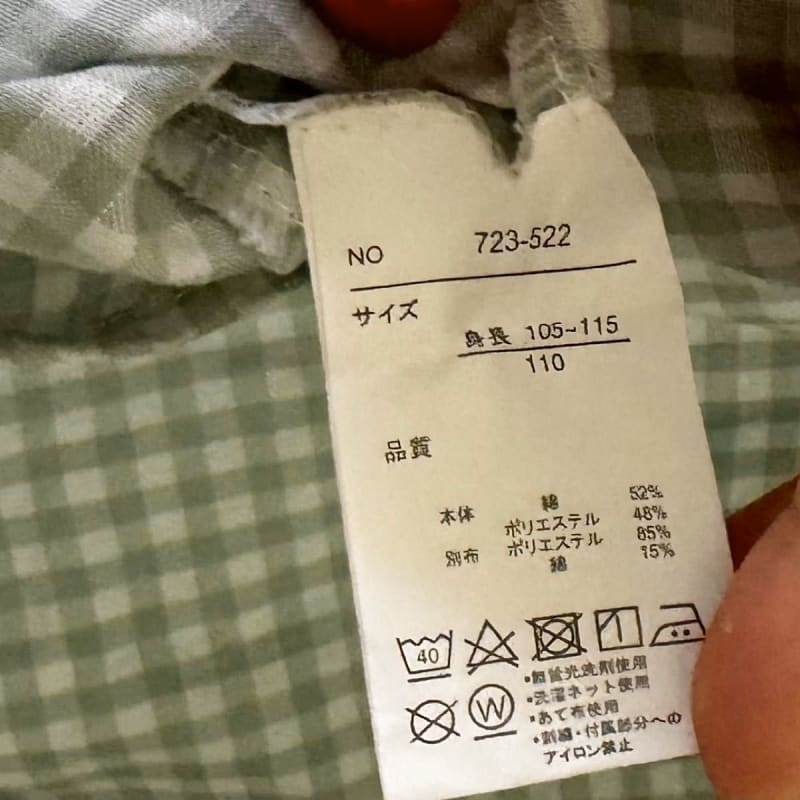 NO 723-522
サイズ
身長 105~115
110
品質
本体 綿 52%
ポリエステル 48%
別布 ポリエステル 85%
綿 15%
40
W
・無蛍光洗剤使用
・洗濯ネット使用
・あて布使用
・刺繍・付属部分への
アイロン禁止